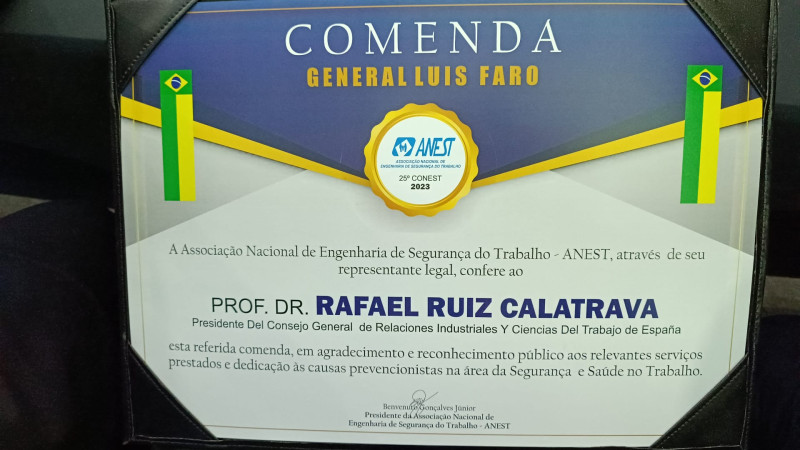 COMENDA
GENERAL LUIS FARO
ANEST
ASSOCIAÇÃO NACIONAL DE
ENGENHARIA DE SEGURANÇA DO TRABALHO
25º CONEST
2023
A Associação Nacional de Engenharia de Segurança do Trabalho - ANEST, através de seu
representante legal, confere ao
PROF. DR. RAFAEL RUIZ CALATRAVA
Presidente Del Consejo General de Relaciones Industriales Y Ciencias Del Trabajo de España
esta referida comenda, em agradecimento e reconhecimento público aos relevantes serviços
prestados e dedicação às causas prevencionistas na área da Segurança e Saúde no Trabalho.
Benvenuto Gonçalves Júnior
Presidente da Associação Nacional de
Engenharia de Segurança do Trabalho - ANEST